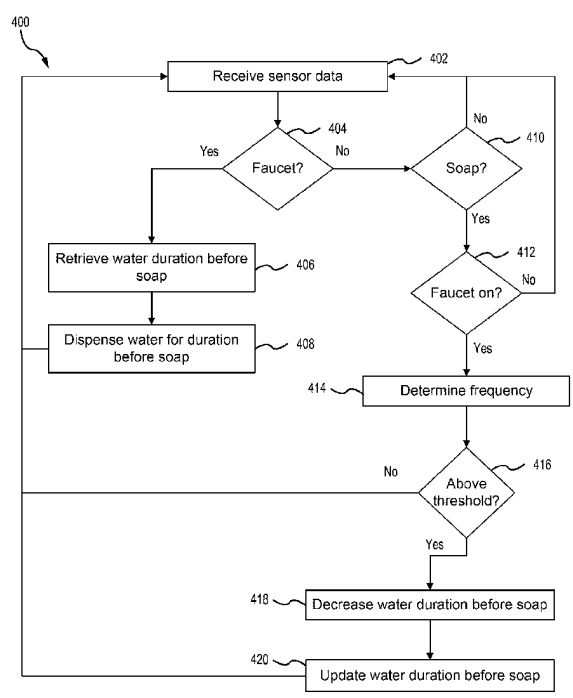 400
Receive sensor data
402
404
Yes
Faucet?
No
No
410
Soap?
Yes
412
Faucet on?
No
Yes
Retrieve water duration before
soap
406
Dispense water for duration
before soap
408
414
Determine frequency
416
No
Above
threshold?
Yes
418
Decrease water duration before soap
420
Update water duration before soap